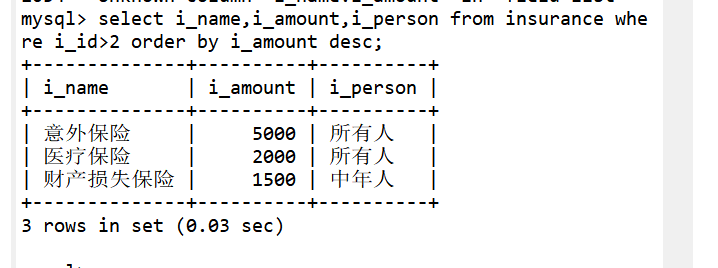 mysql> select i_name,i_amount,i_person from insurance whe
re i_id>2 order by i_amount desc;
+--------------+----------+----------+
| i_name       | i_amount | i_person |
+--------------+----------+----------+
| 意外保险     |     5000 | 所有人   |
| 医疗保险     |     2000 | 所有人   |
| 财产损失保险 |     1500 | 中年人   |
+--------------+----------+----------+
3 rows in set (0.03 sec)